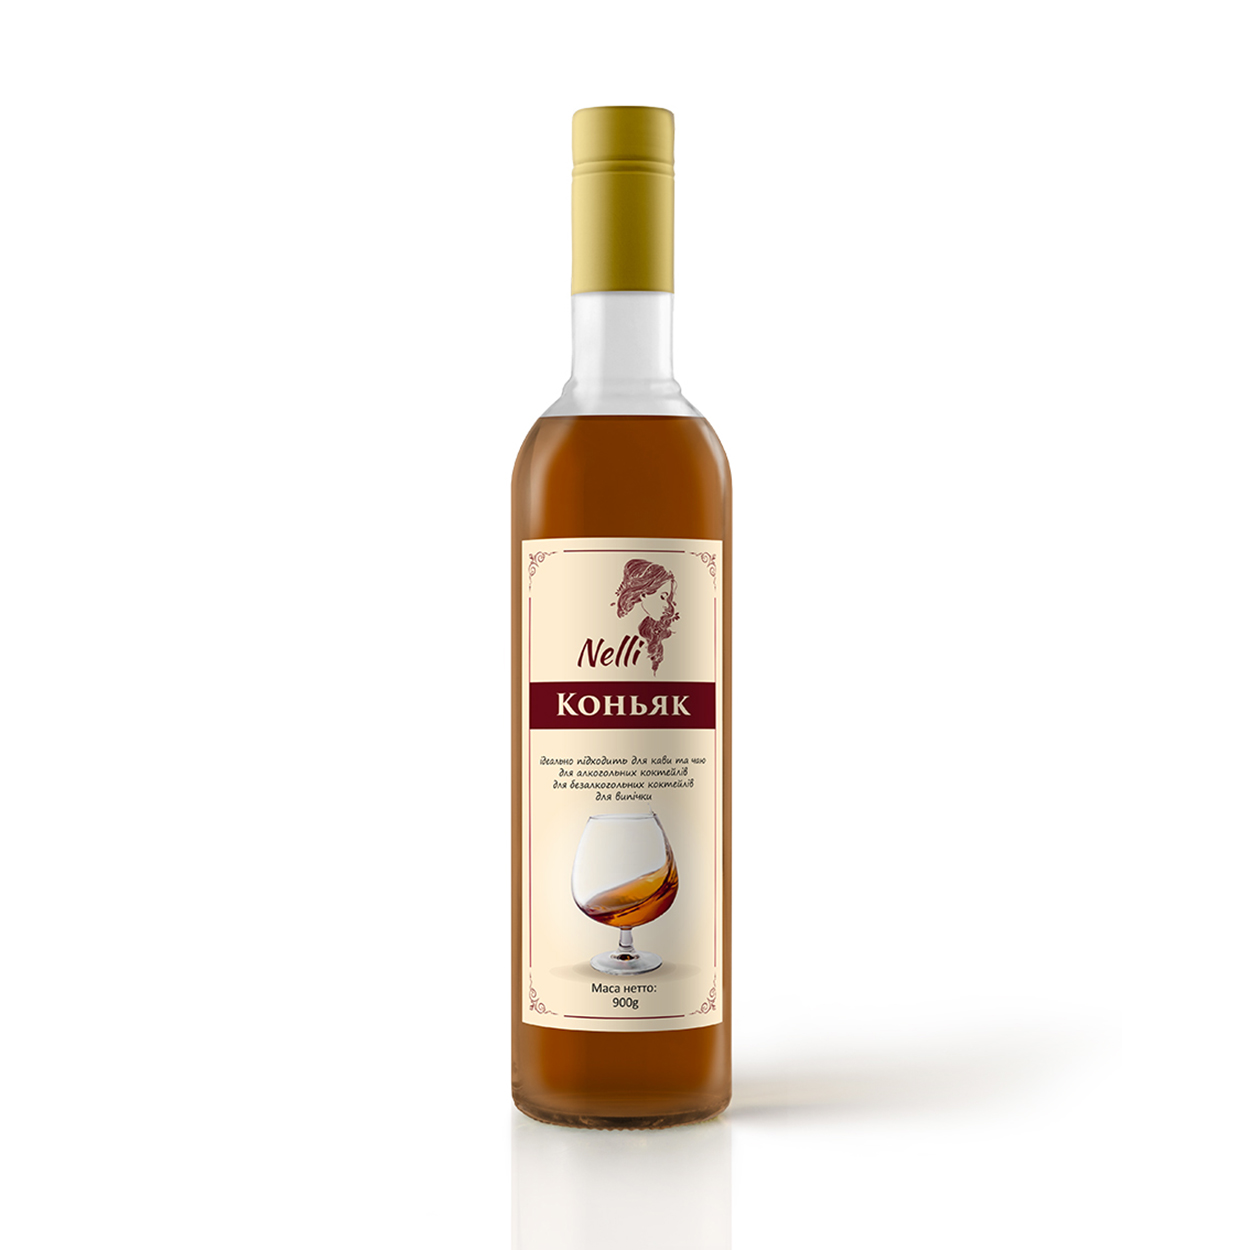 Nelli
Коньяк
ідеально підходить для кави та чаю
для алкогольних коктейлів
для безалкогольних коктейлів
для випічки
Маса нетто:
900g